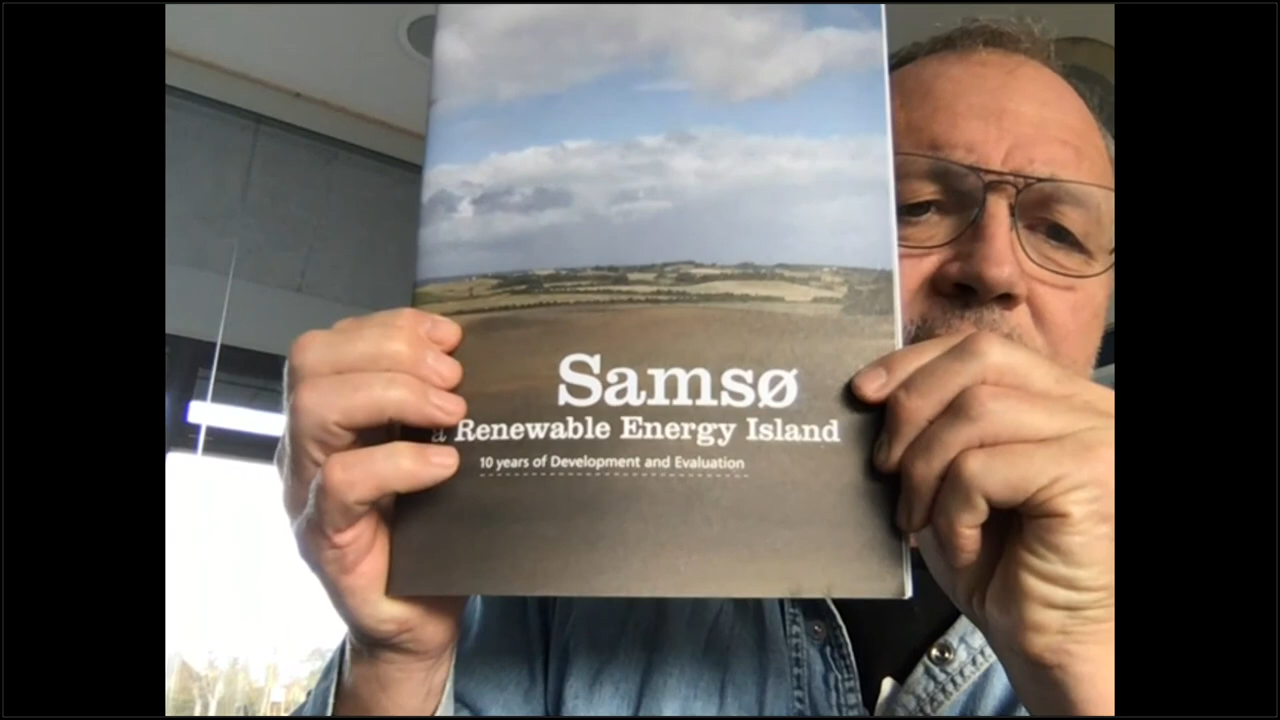 Samsø
a Renewable Energy Island
10 years of Development and Evaluation